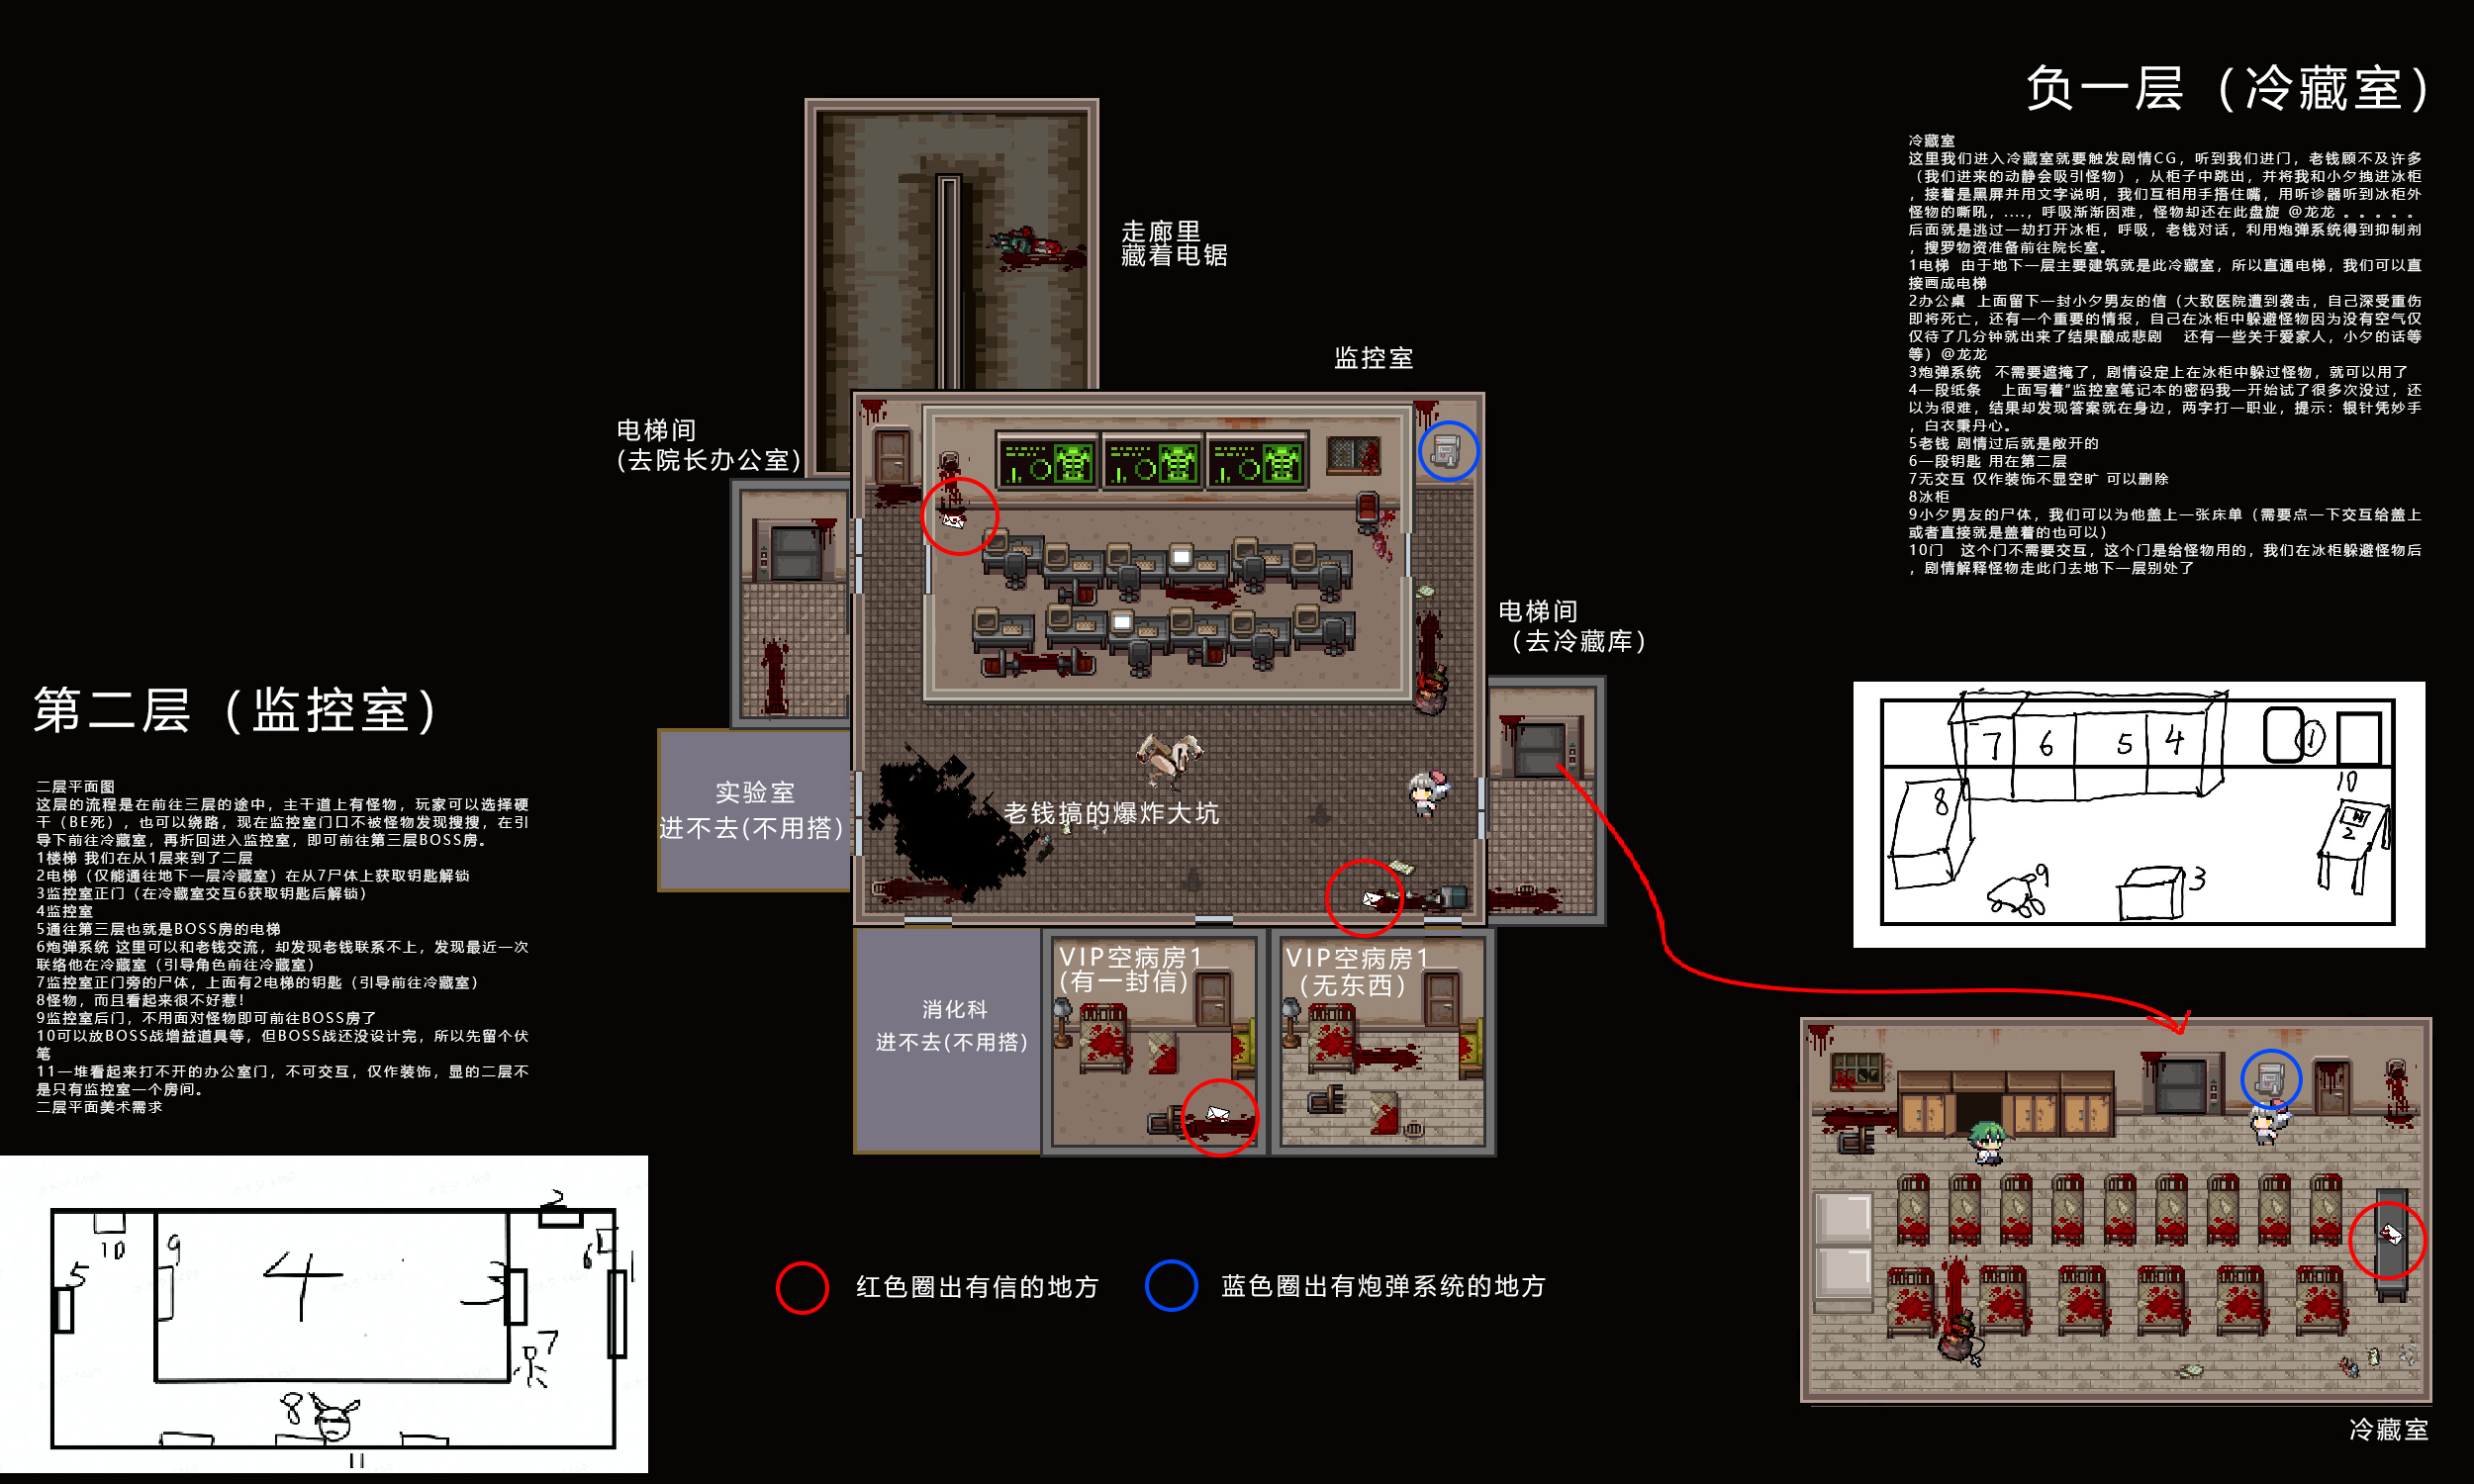 负一层（冷藏室）
冷藏室
这里我们进入冷藏室就要触发剧情CG，听到我们进门，老钱顾不及许多
（我们进来的动静会吸引怪物），从柜子中跳出，并将我和小夕拽进冰柜
，接着是黑屏并用文字说明，我们互相用手捂住嘴，用听诊器听到冰柜外
怪物的嘶吼，....，呼吸渐渐困难，怪物却还在此盘旋 @龙龙 。。。。。
后面就是逃过一劫打开冰柜，呼吸，老钱对话，利用炮弹系统得到抑制剂
，搜罗物资准备前往院长室。
1电梯 由于地下一层主要建筑就是此冷藏室，所以直通电梯，我们可以直
接画成电梯
2办公桌 上面留下一封小夕男友的信（大致医院遭到袭击，自己深受重伤
即将死亡，还有一个重要的情报，自己在冰柜中躲避怪物因为没有空气仅
仅待了几分钟就出来了结果酿成悲剧 还有一些关于爱家人，小夕的话等
等）@龙龙
3炮弹系统 不需要遮掩了，剧情设定上在冰柜中躲过怪物，就可以用了
4一段纸条 上面写着“监控室笔记本的密码我一开始试了很多次没过，还
以为很难，结果却发现答案就在身边，两字打一职业，提示：银针凭妙手
，白衣秉丹心。
5老钱 剧情过后就是敞开的
6一段钥匙 用在第二层
7无交互 仅作装饰不显空旷 可以删除
8冰柜
9小夕男友的尸体，我们可以为他盖上一张床单（需要点一下交互给盖上
或者直接就是盖着的也可以）
10门 这个门不需要交互，这个门是给怪物用的，我们在冰柜躲避怪物后
，剧情解释怪物走此门去地下一层别处了
走廊里
藏着电锯
监控室
电梯间
(去院长办公室)
电梯间
（去冷藏库）
第二层（监控室）
二层平面图
这层的流程是在前往三层的途中，主干道上有怪物，玩家可以选择硬
干（BE死），也可以绕路，现在监控室门口不被怪物发现搜搜，在引
导下前往冷藏室，再折回进入监控室，即可前往第三层BOSS房。
1楼梯 我们在从1层来到了二层
2电梯（仅能通往地下一层冷藏室）在从7尸体上获取钥匙解锁
3监控室正门（在冷藏室交互6获取钥匙后解锁）
4监控室
5通往第三层也就是BOSS房的电梯
6炮弹系统 这里可以和老钱交流，却发现老钱联系不上，发现最近一次
联络他在冷藏室（引导角色前往冷藏室）
7监控室正门旁的尸体，上面有2电梯的钥匙（引导前往冷藏室）
8怪物，而且看起来很不好惹！
9监控室后门，不用面对怪物即可前往BOSS房了
10可以放BOSS战增益道具等，但BOSS战还没设计完，所以先留个伏
笔
11一堆看起来打不开的办公室门，不可交互，仅作装饰，显的二层不
是只有监控室一个房间。
二层平面美术需求
实验室
进不去(不用搭)
老钱搞的爆炸大坑
消化科
进不去(不用搭)
VIP空病房1
(有一封信)
VIP空病房1
（无东西）
7
6
5
4
1
10
8
2
9
3
2
10
9
4
5
3
6
1
7
8
11
红色圈出有信的地方
蓝色圈出有炮弹系统的地方
冷藏室